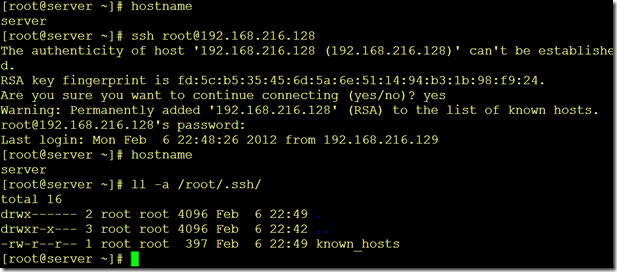 [root@server ~]# hostname
server
[root@server ~]# ssh root@192.168.216.128
The authenticity of host '192.168.216.128 (192.168.216.128)' can't be establishe
d.
RSA key fingerprint is fd:5c:b5:35:45:6d:5a:6e:51:14:94:b3:1b:98:f9:24.
Are you sure you want to continue connecting (yes/no)? yes
Warning: Permanently added '192.168.216.128' (RSA) to the list of known hosts.
root@192.168.216.128's password:
Last login: Mon Feb  6 22:48:26 2012 from 192.168.216.129
[root@server ~]# hostname
server
[root@server ~]# ll -a /root/.ssh/
total 16
drwx------ 2 root root 4096 Feb  6 22:49 .
drwxr-x--- 3 root root 4096 Feb  6 22:42 ..
-rw-r--r-- 1 root root  397 Feb  6 22:49 known_hosts
[root@server ~]#